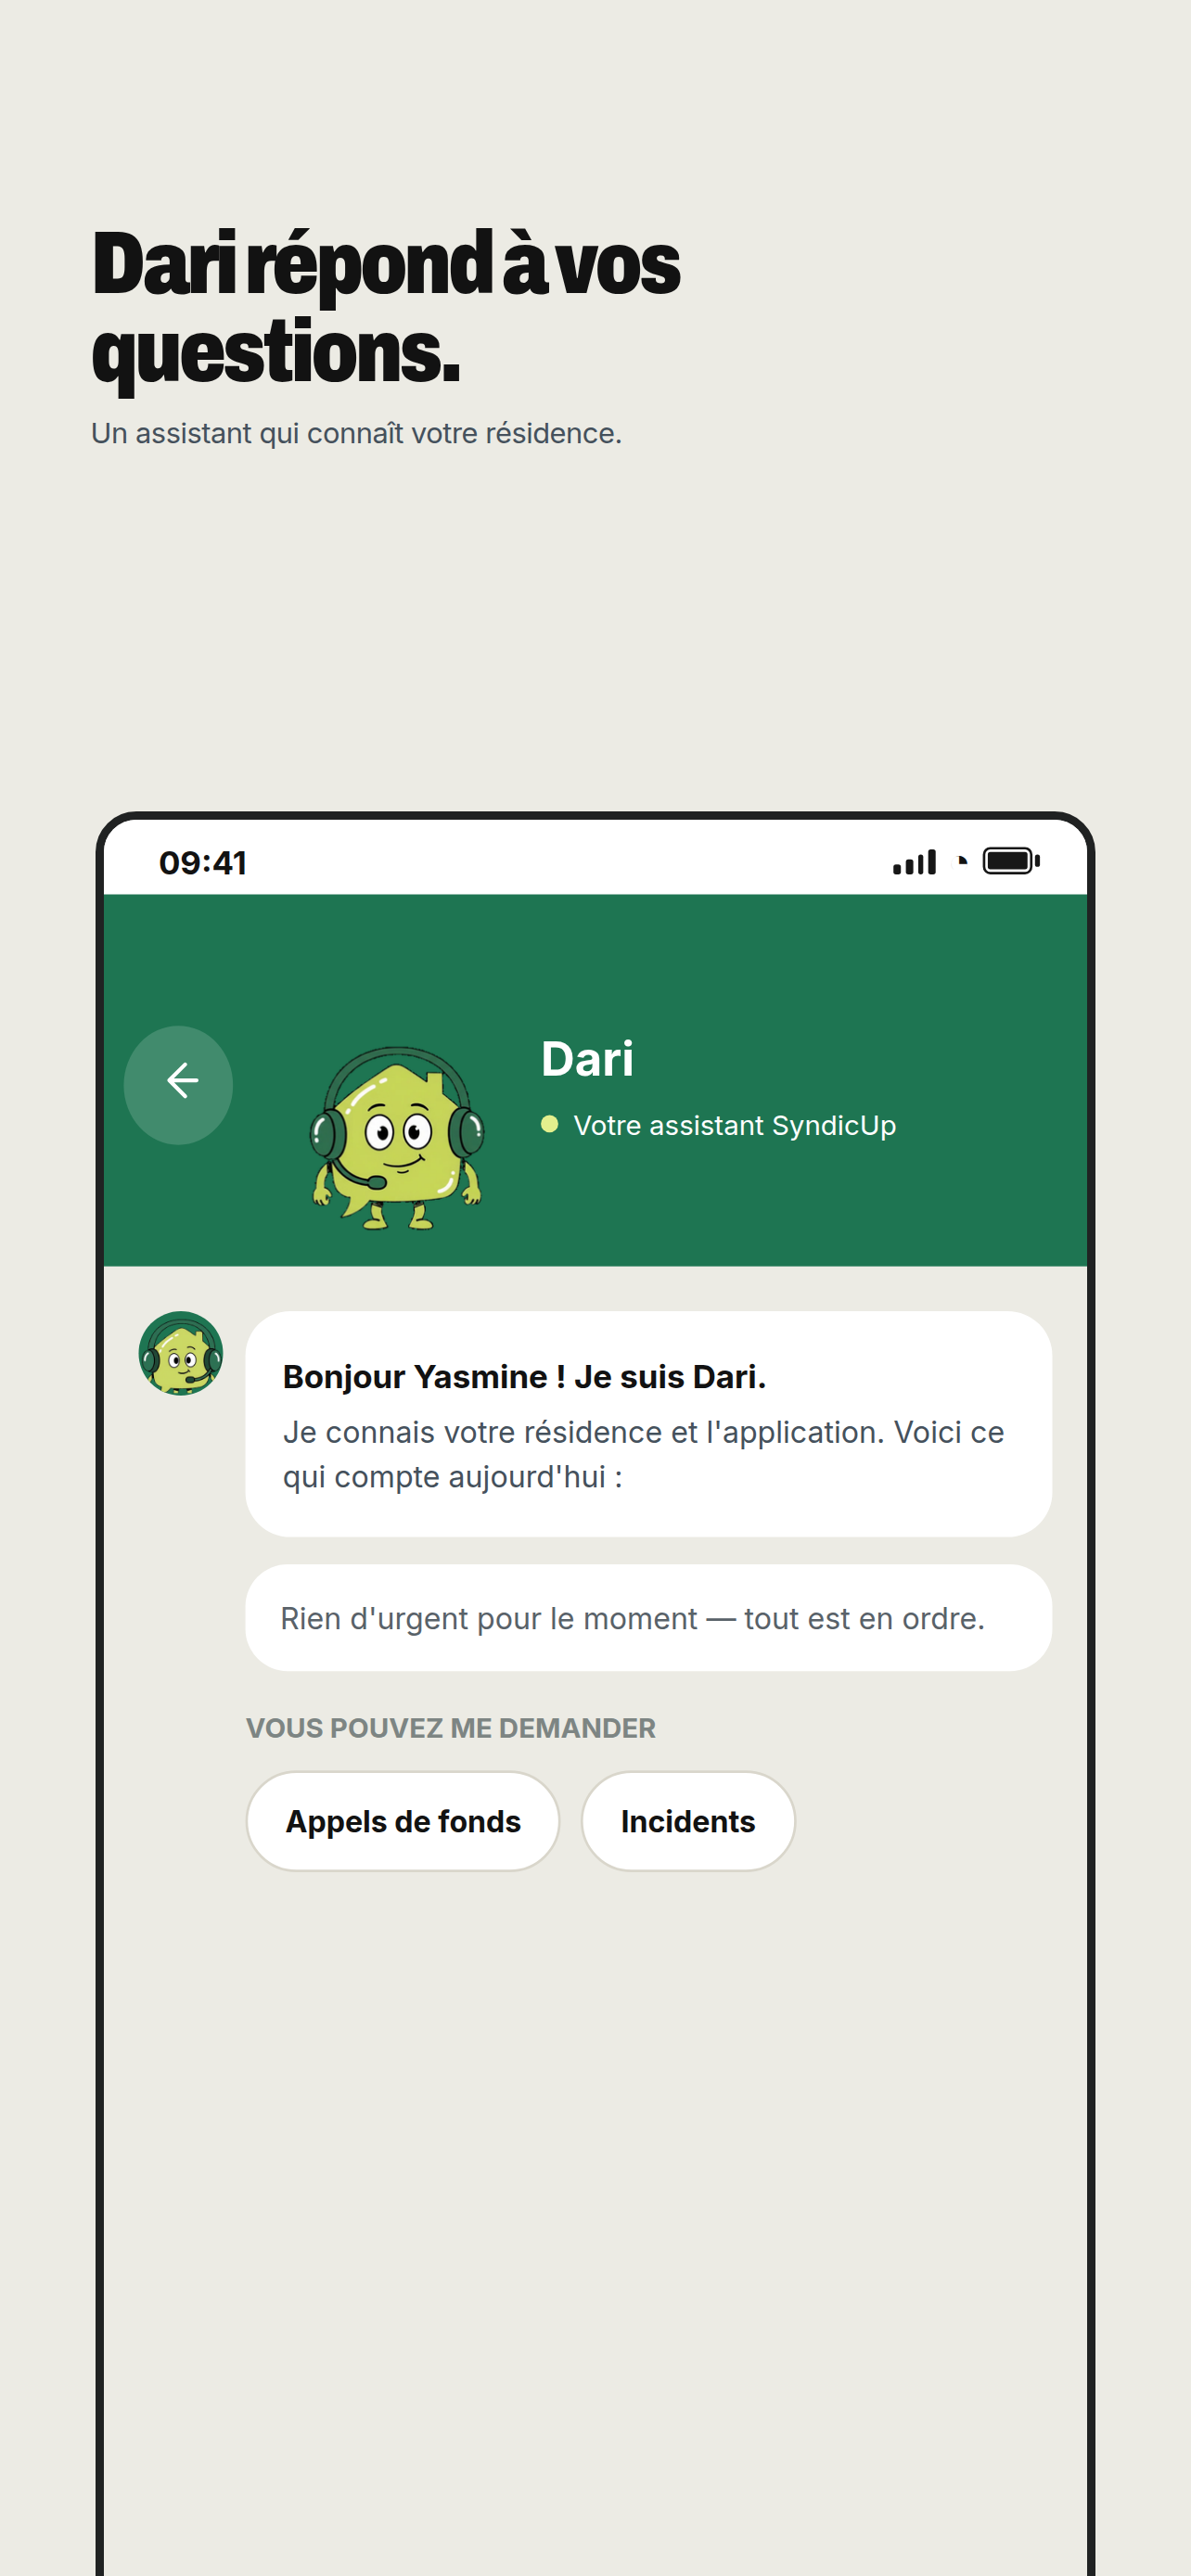 Dari répond à vos
questions.
Un assistant qui connaît votre résidence.
09:41
Dari
Votre assistant SyndicUp
Bonjour Yasmine ! Je suis Dari.
Je connais votre résidence et l'application. Voici ce
qui compte aujourd'hui :
Rien d'urgent pour le moment — tout est en ordre.
VOUS POUVEZ ME DEMANDER
Appels de fonds
Incidents